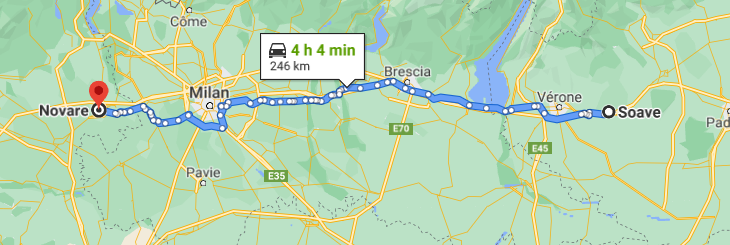 Côme
4 h 4 min
246 km
Brescia
Milan
Novare
Vérone
Soave
Pad
E70
E45
Pavie
E35